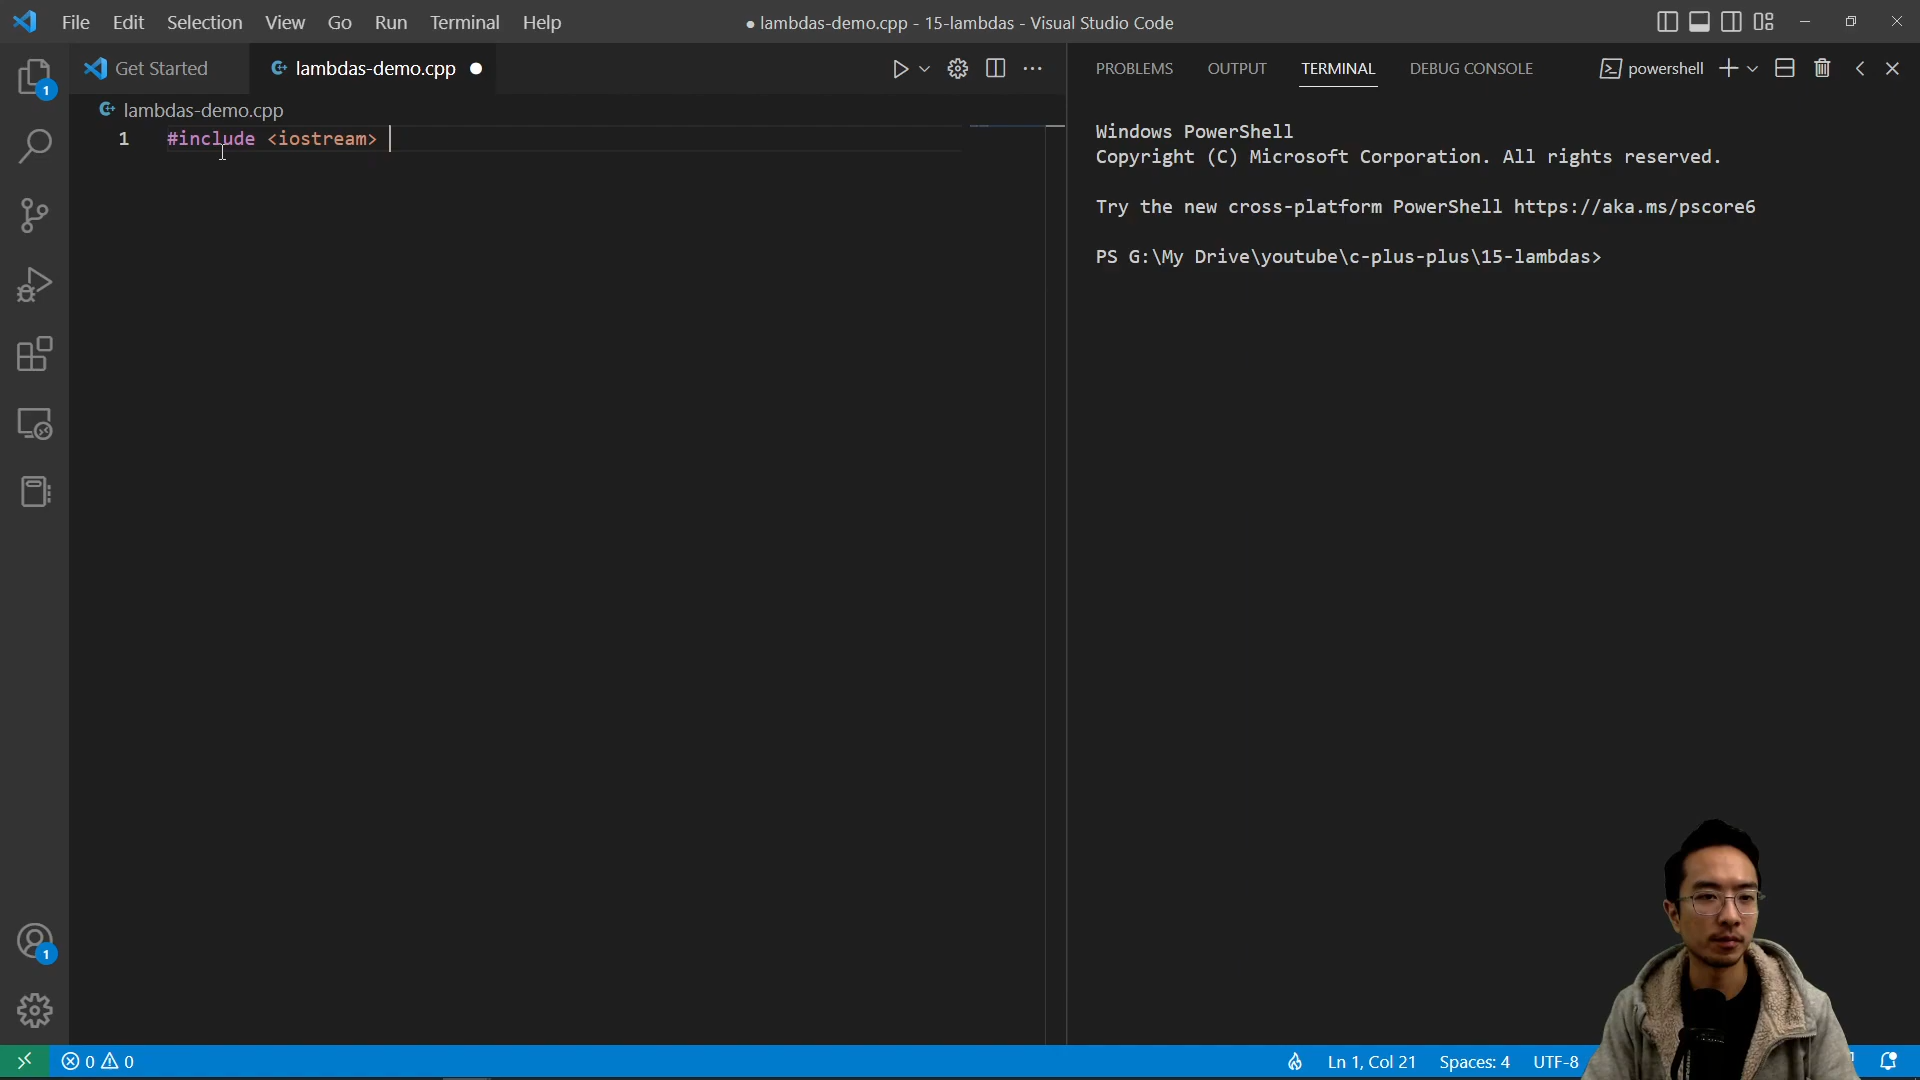 File Edit Selection View Go Run Terminal Help
● lambdas-demo.cpp - 15-lambdas - Visual Studio Code
Get Started
lambdas-demo.cpp
PROBLEMS OUTPUT TERMINAL DEBUG CONSOLE
powershell
lambdas-demo.cpp
1 #include <iostream>
Windows PowerShell
Copyright (C) Microsoft Corporation. All rights reserved.
Try the new cross-platform PowerShell https://aka.ms/pscore6
PS G:\My Drive\youtube\c-plus-plus\15-lambdas>
1
1
0 0
Ln 1, Col 21 Spaces: 4 UTF-8